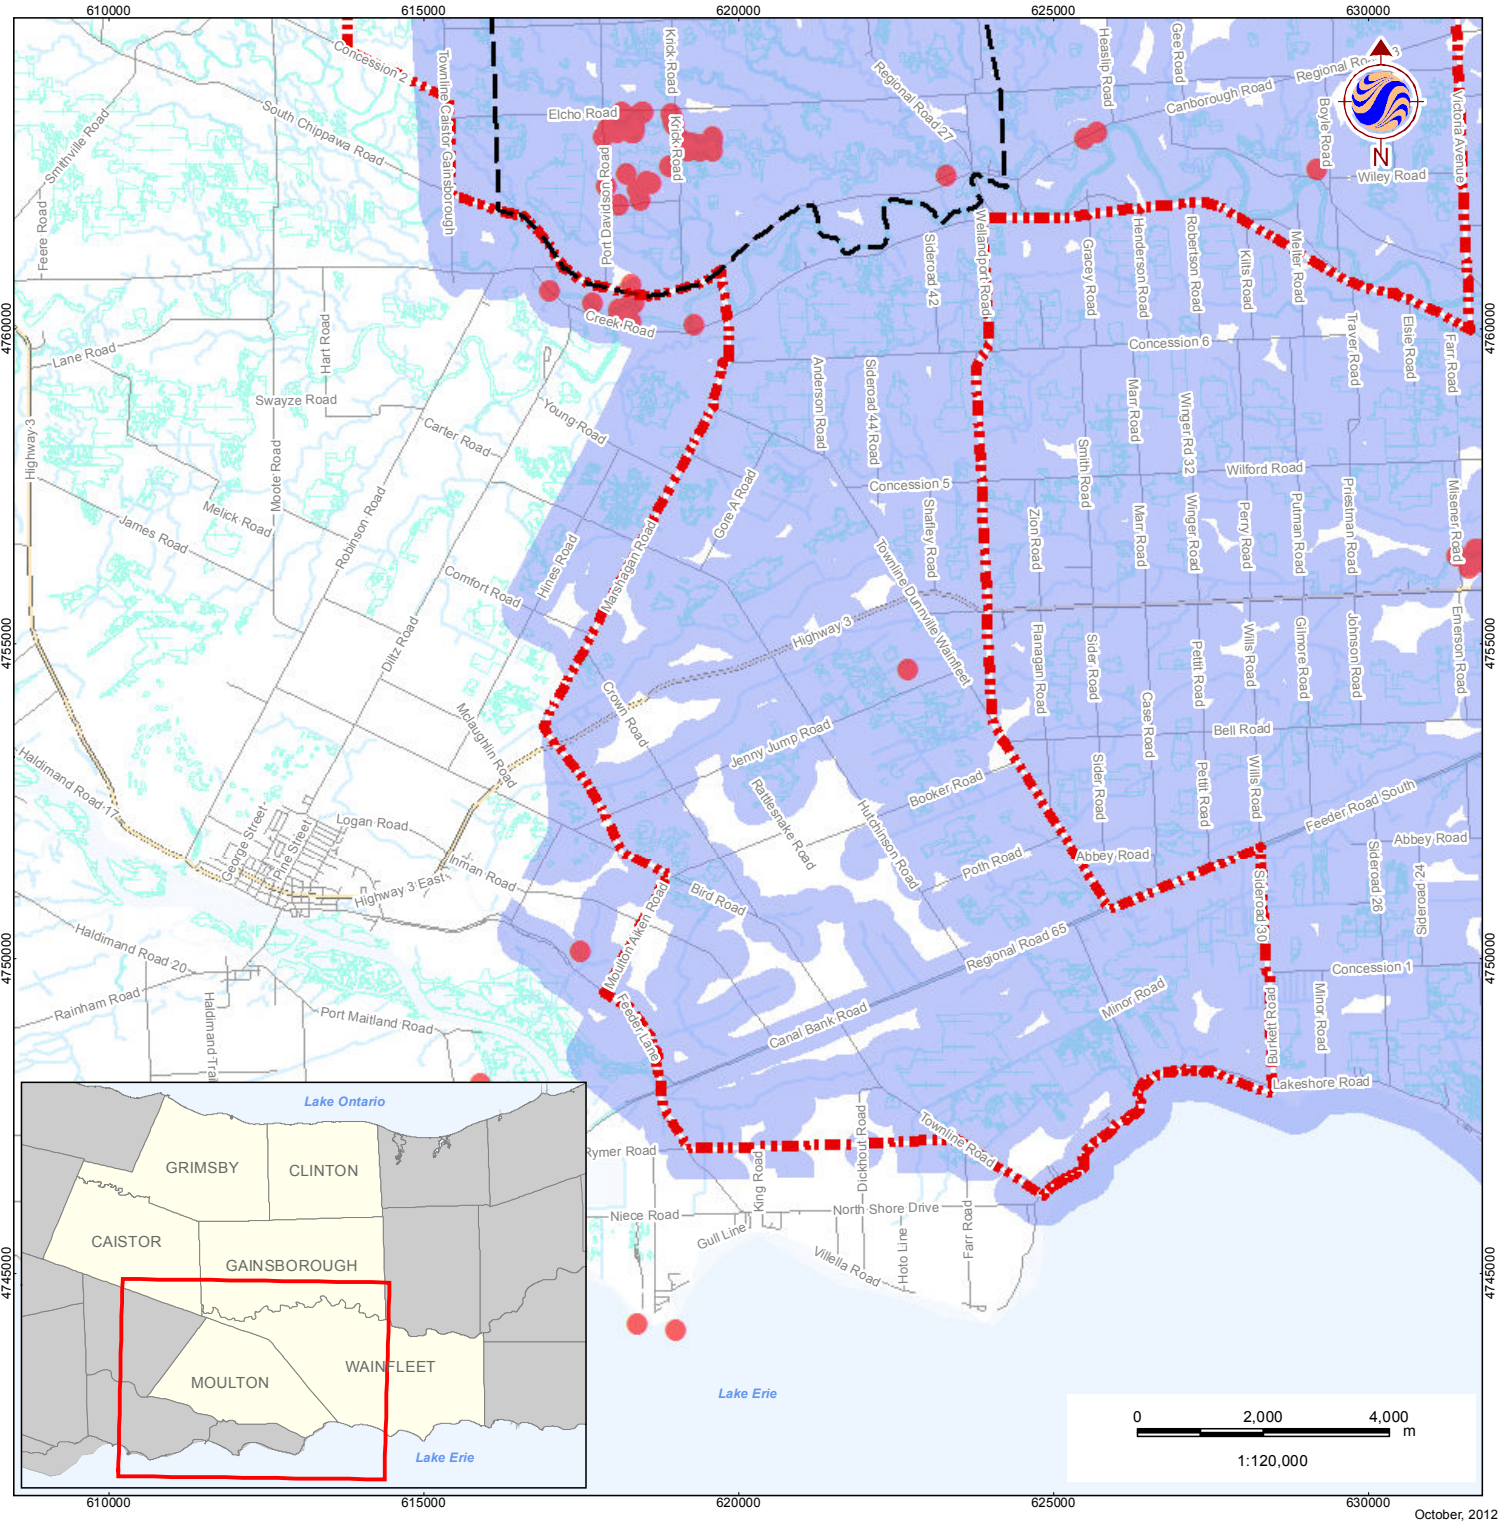 610000
615000
620000
625000
630000
Concession 2
South Chippawa Road
Smithville Road
Feere Road
Townline Caistor Gainsborough
Elcho Road
Krick Road
Krick Road
Port Davidson Road
Regional Road 27
Heaslip Road
Gee Road
Canborough Road
Boyle Road
Wiley Road
Victoria Avenue
N
Creek Road
Sideroad 42
Wellandport Road
Gracey Road
Henderson Road
Robertson Road
Kitts Road
Meller Road
4760000
4760000
Lane Road
Hart Road
Swayze Road
Highway 3
Moote Road
Carter Road
Young Road
Anderson Road
Sideroad 44 Road
Concession 6
Traver Road
Elsie Road
Farr Road
Marr Road
Winger Rd 32
Smith Road
Wilford Road
Concession 5
Melick Road
James Road
Robinson Road
Gore A Road
Shafley Road
Zion Road
Marr Road
Winger Road
Perry Road
Putman Road
Priestman Road
Misener Road
Comfort Road
Hines Road
Marshagan Road
Townline Dunnville Wainfleet
Highway 3
4755000
4755000
Diltz Road
Flanagan Road
Sider Road
Pettit Road
Wills Road
Gilmore Road
Johnson Road
Emerson Road
Crown Road
Mclaughlin Road
Jenny Jump Road
Case Road
Bell Road
Haldimand Road 17
Rattlesnake Road
Booker Road
Hutchinson Road
Sider Road
Pettit Road
Wills Road
Feeder Road South
George Street
Pine Street
Logan Road
Inman Road
Highway 3 East
Bird Road
Poth Road
Abbey Road
Abbey Road
Sideroad 30
Sideroad 26
Sideroad 24
Haldimand Road 20
Moulton Aiken Road
Regional Road 65
4750000
4750000
Concession 1
Rainham Road
Port Maitland Road
Feeder Lane
Canal Bank Road
Minor Road
Minor Road
Burkett Road
Lakeshore Road
Townline Road
Dickhout Road
Rymer Road
King Road
Niece Road
Gull Line
North Shore Drive
Farr Road
Villella Road
Hoto Line
4745000
4745000
Lake Ontario
GRIMSBY
CLINTON
CAISTOR
GAINSBOROUGH
WAINFLEET
MOULTON
Lake Erie
Lake Erie
0
2,000
4,000
m
1:120,000
610000
615000
620000
625000
630000
October, 2012